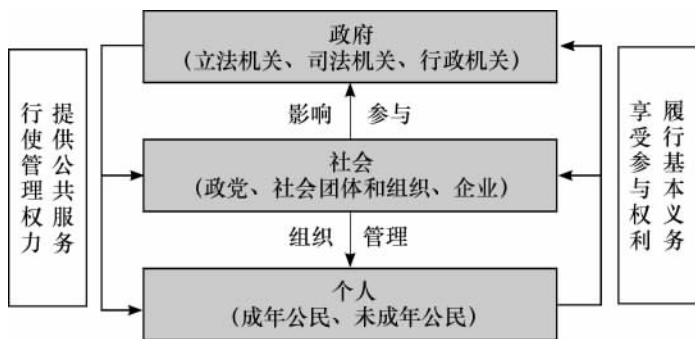 政府
（立法机关、司法机关、行政机关）
提供公共服务
行使管理权力
影响 参与
履行基本义务
享受参与权利
社会
（政党、社会团体和组织、企业）
组织 管理
个人
（成年公民、未成年公民）